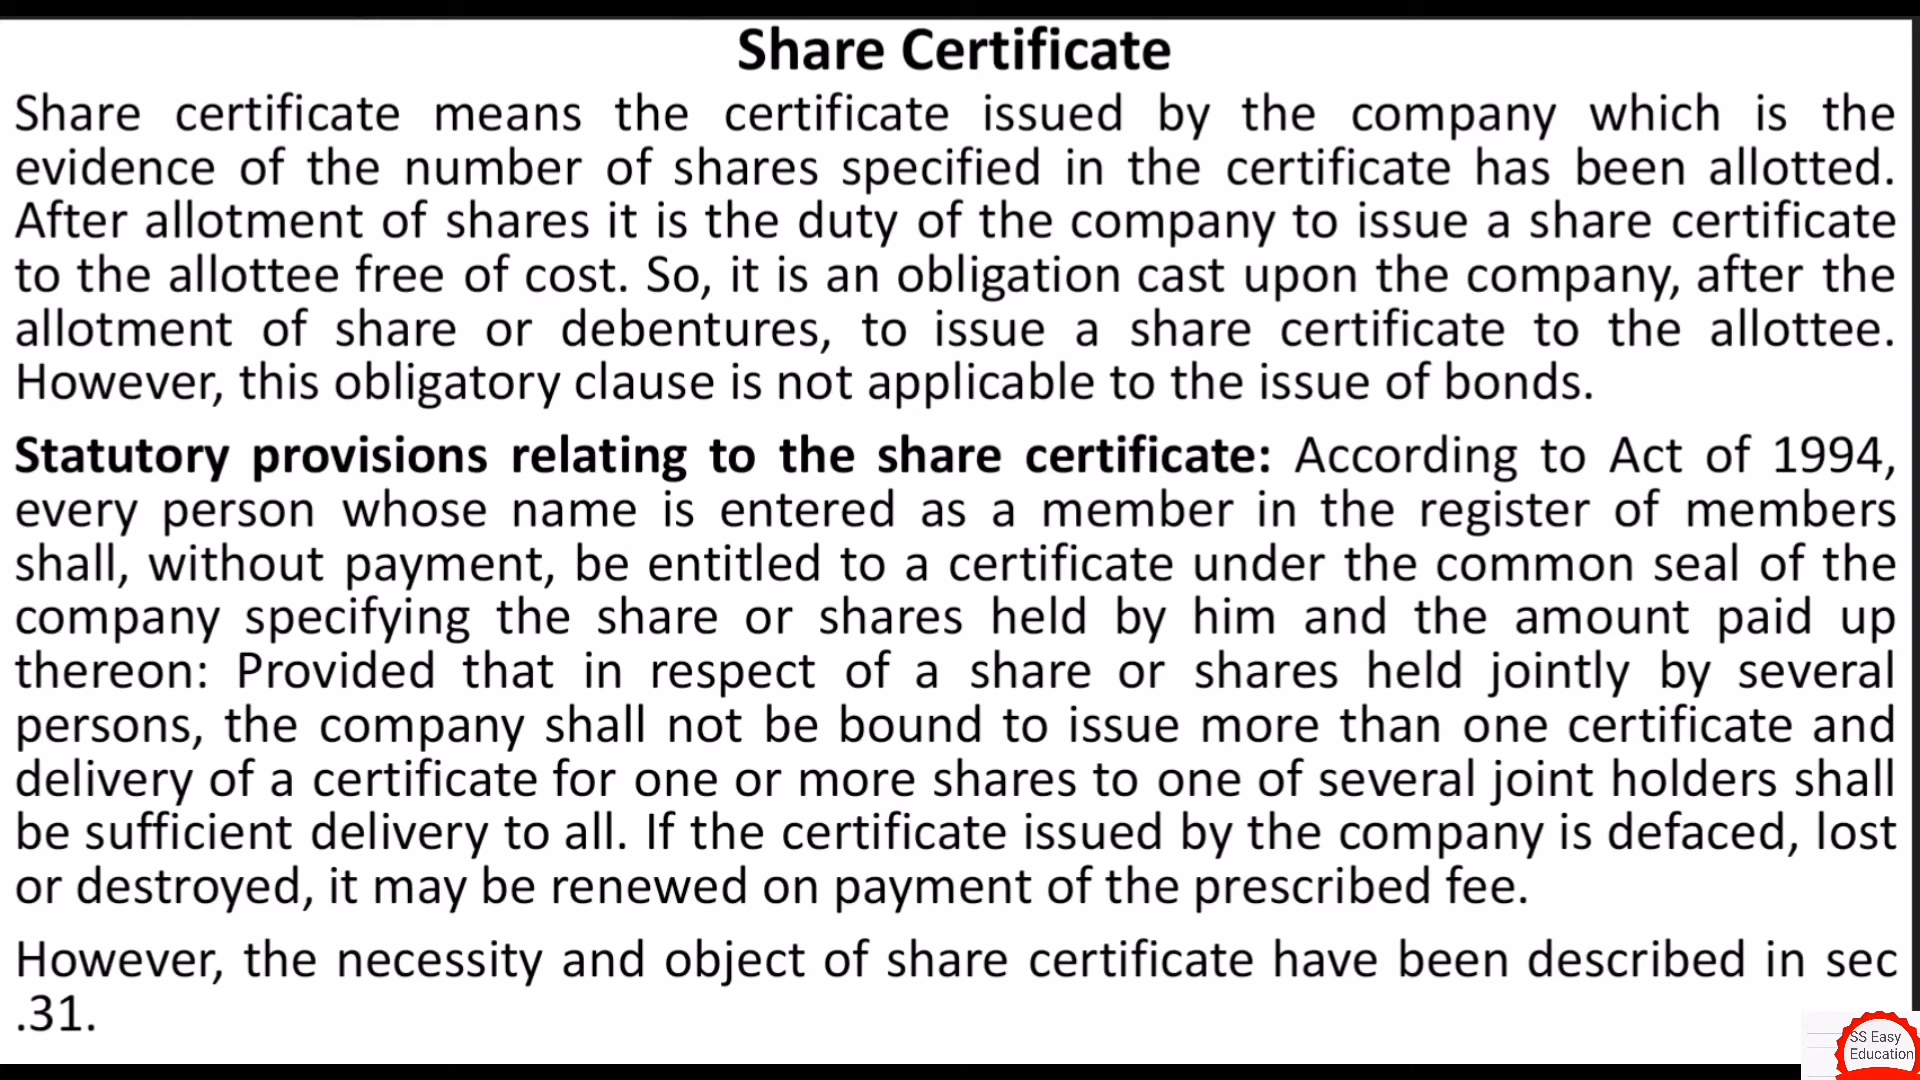 Share Certificate
Share certificate means the certificate issued by the company which is the
evidence of the number of shares specified in the certificate has been allotted.
After allotment of shares it is the duty of the company to issue a share certificate
to the allottee free of cost. So, it is an obligation cast upon the company, after the
allotment of share or debentures, to issue a share certificate to the allottee.
However, this obligatory clause is not applicable to the issue of bonds.
Statutory provisions relating to the share certificate: According to Act of 1994,
every person whose name is entered as a member in the register of members
shall, without payment, be entitled to a certificate under the common seal of the
company specifying the share or shares held by him and the amount paid up
thereon: Provided that in respect of a share or shares held jointly by several
persons, the company shall not be bound to issue more than one certificate and
delivery of a certificate for one or more shares to one of several joint holders shall
be sufficient delivery to all. If the certificate issued by the company is defaced, lost
or destroyed, it may be renewed on payment of the prescribed fee.
However, the necessity and object of share certificate have been described in sec
.31.
SS Easy
Education